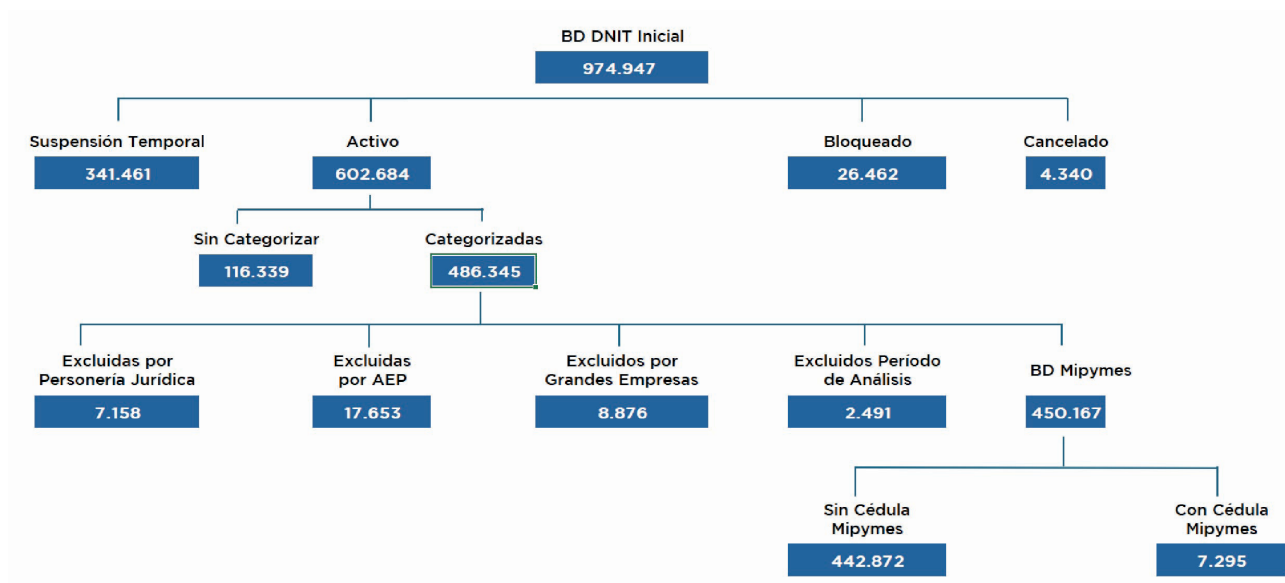 BD DNIT Inicial
974.947
Suspensión Temporal
341.461
Activo
602.684
Bloqueado
26.462
Cancelado
4.340
Sin Categorizar
116.339
Categorizadas
486.345
Excluidas por
Personería Jurídica
7.158
Excluidas
por AEP
17.653
Excluidos por
Grandes Empresas
8.876
Excluidos Período
de Análisis
2.491
BD Mipymes
450.167
Sin Cédula
Mipymes
442.872
Con Cédula
Mipymes
7.295